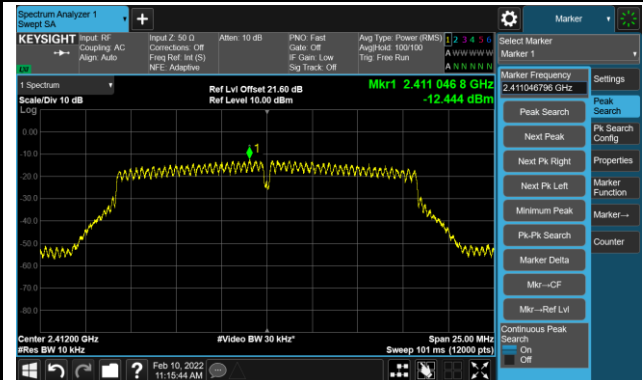 Spectrum Analyzer 1
Swept SA
Marker
KEYSIGHT
Input: RF
Coupling: AC
Align: Auto
Input Z: 50 Ω
Corrections: Off
Freq Ref: Int (S)
NFE: Adaptive
Atten: 10 dB
PNO: Fast
Gate: Off
IF Gain: Low
Sig Track: Off
Avg Type: Power (RMS)
Avg|Hold: 100/100
Trig: Free Run
1 2 3 4 5 6
A W W W W W
A N N N N N
Select Marker
Marker 1
1 Spectrum
Scale/Div 10 dB
Ref Lvl Offset 21.60 dB
Ref Level 10.00 dBm
Mkr1 2.411 046 8 GHz
-12.444 dBm
Log
0.00
-10.0
-20.0
-30.0
-40.0
-50.0
-60.0
-70.0
-80.0
1
Center 2.41200 GHz
#Res BW 10 kHz
#Video BW 30 kHz*
Span 25.00 MHz
Sweep 101 ms (12000 pts)
Marker Frequency
2.411046796 GHz
Peak Search
Next Peak
Next Pk Right
Next Pk Left
Minimum Peak
Pk-Pk Search
Marker Delta
Mkr→CF
Mkr→Ref Lvl
Continuous Peak
Search
On
Off
Settings
Peak
Search
Pk Search
Config
Properties
Marker
Function
Marker→
Counter
Feb 10, 2022
11:15:44 AM